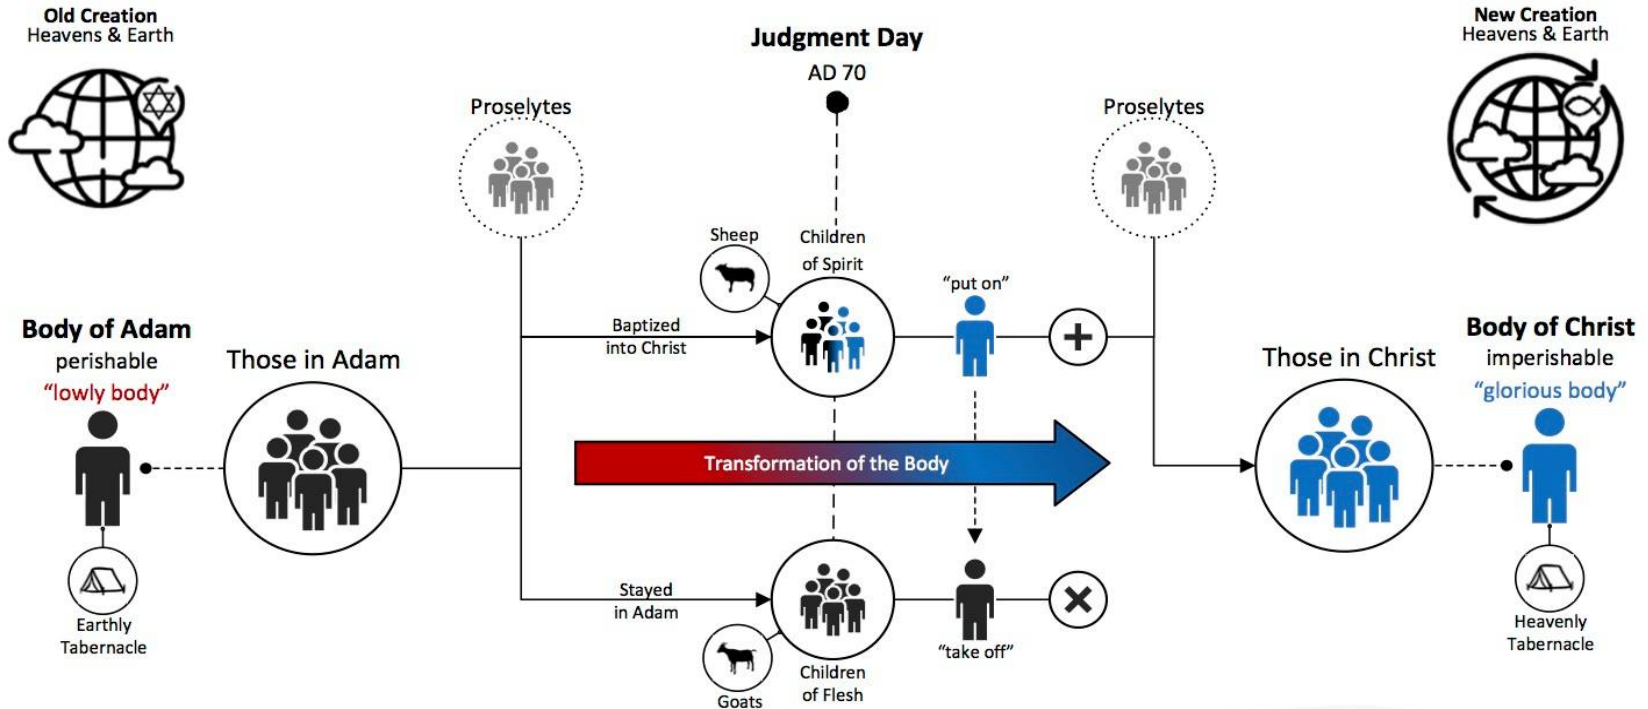 Old Creation
Heavens & Earth
Judgment Day
AD 70
New Creation
Heavens & Earth
Proselytes
Proselytes
Sheep
Children
of Spirit
“put on”
Baptized
into Christ
Body of Adam
perishable
“lowly body”
Those in Adam
Those in Christ
Body of Christ
imperishable
“glorious body”
Transformation of the Body
Stayed
in Adam
Earthly
Tabernacle
Goats
Children
of Flesh
“take off”
Heavenly
Tabernacle